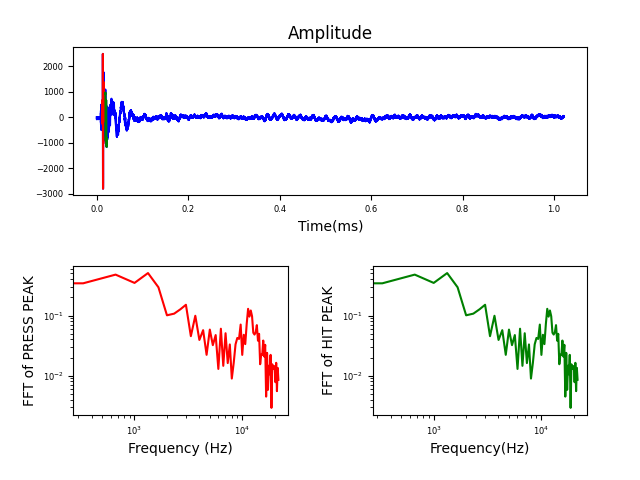 Amplitude
2000
1000
0
−1000
−2000
−3000
0.0 0.2 0.4 0.6 0.8 1.0
Time(ms)
FFT of PRESS PEAK
10⁻¹
10⁻²
10³ 10⁴
Frequency (Hz)
FFT of HIT PEAK
10⁻¹
10⁻²
10³ 10⁴
Frequency(Hz)